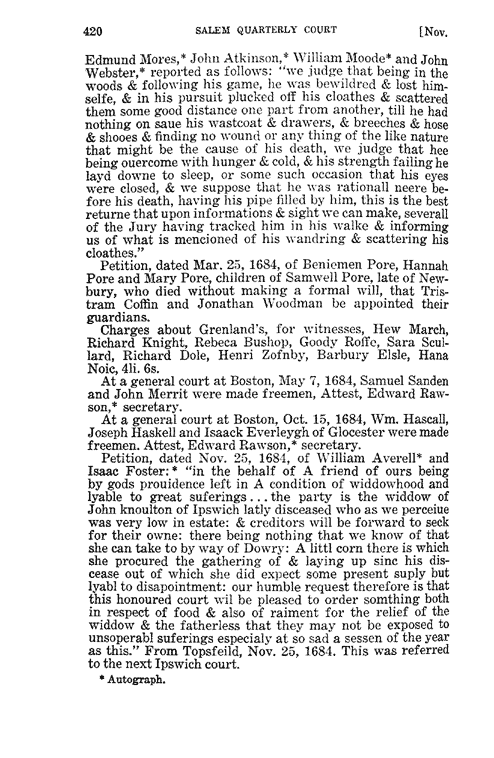 420 SALEM QUARTERLY COURT [Nov.
Edmund Mores,* John Atkinson,* William Moode* and John
Webster,* reported as follows: "we judge that being in the
woods & following his game, he was bewildred & lost him-
selfe, & in his pursuit plucked off his cloathes & scattered
them some good distance one part from another, till he had
nothing on saue his wastcoat & drawers, & breeches & hose
& shooes & finding no wound or any thing of the like nature
that might be the cause of his death, we judge that hee
being ouercome with hunger & cold, & his strength failing he
layd downe to sleep, or some such occasion that his eyes
were closed, & we suppose that he was rationall neere be-
fore his death, having his pipe filled by him, this is the best
returne that upon informations & sight we can make, severall
of the Jury having tracked him in his walke & informing
us of what is mencioned of his wandring & scattering his
cloathes."
Petition, dated Mar. 25, 1684, of Beniemen Pore, Hannah
Pore and Mary Pore, children of Samwell Pore, late of New-
bury, who died without making a formal will, that Tris-
tram Coffin and Jonathan Woodman be appointed their
guardians.
Charges about Grenland's, for witnesses, Hew March,
Richard Knight, Rebeca Bushop, Goody Roffe, Sara Scul-
lard, Richard Dole, Henri Zofnby, Barbury Elsle, Hana
Noic, 4li. 6s.
At a general court at Boston, May 7, 1684, Samuel Sanden
and John Merrit were made freemen, Attest, Edward Raw-
son,* secretary.
At a general court at Boston, Oct. 15, 1684, Wm. Hascall,
Joseph Haskell and Isaack Everleygh of Glocester were made
freemen. Attest, Edward Rawson,* secretary.
Petition, dated Nov. 25, 1684, of William Averell* and
Isaac Foster:* "in the behalf of A friend of ours being
by gods prouidence left in A condition of widdowhood and
lyable to great suferings . . . the party is the widdow of
John knoulton of Ipswich latly disceased who as we perceiue
was very low in estate: & creditors will be forward to seck
for their owne: there being nothing that we know of that
she can take to by way of Dowry: A littl corn there is which
she procured the gathering of & laying up sinc his dis-
cease out of which she did expect some present suply but
lyabl to disapointment: our humble request therefore is that
this honoured court wil be pleased to order somthing both
in respect of food & also of raiment for the relief of the
widdow & the fatherless that they may not be exposed to
unsoperabl suferings especialy at so sad a sessen of the year
as this." From Topsfeild, Nov. 25, 1684. This was referred
to the next Ipswich court.
* Autograph.